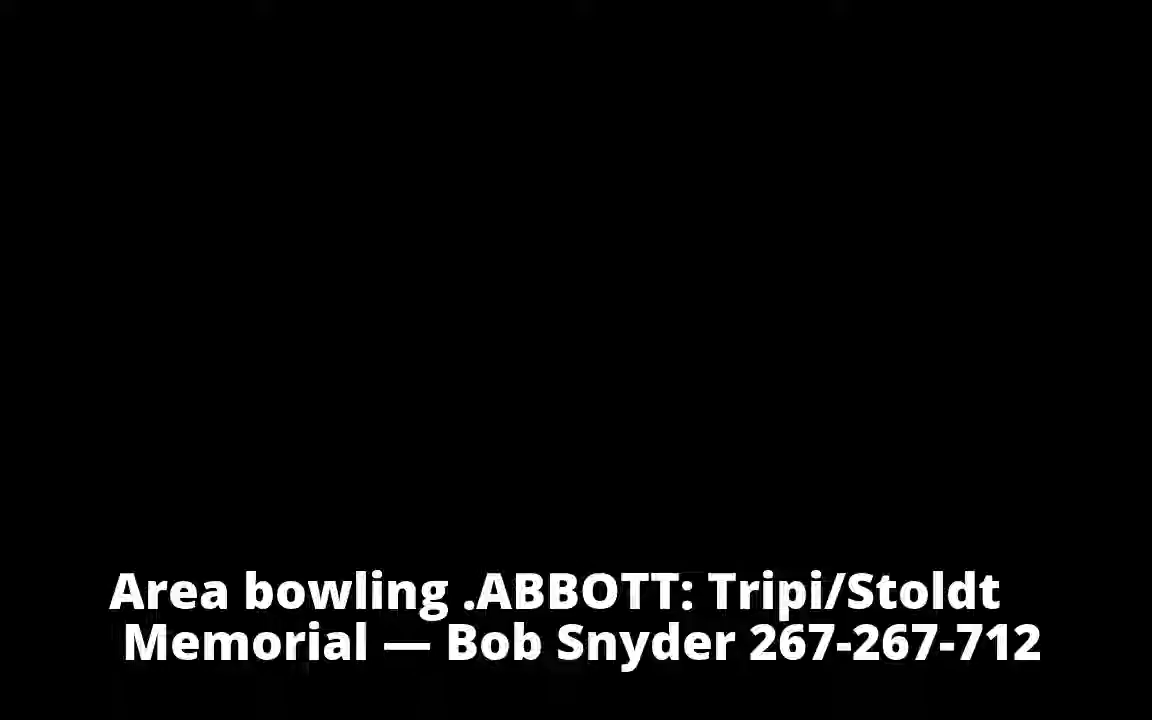 Area bowling .ABBOTT: Tripi/Stoldt
Memorial — Bob Snyder 267-267-712